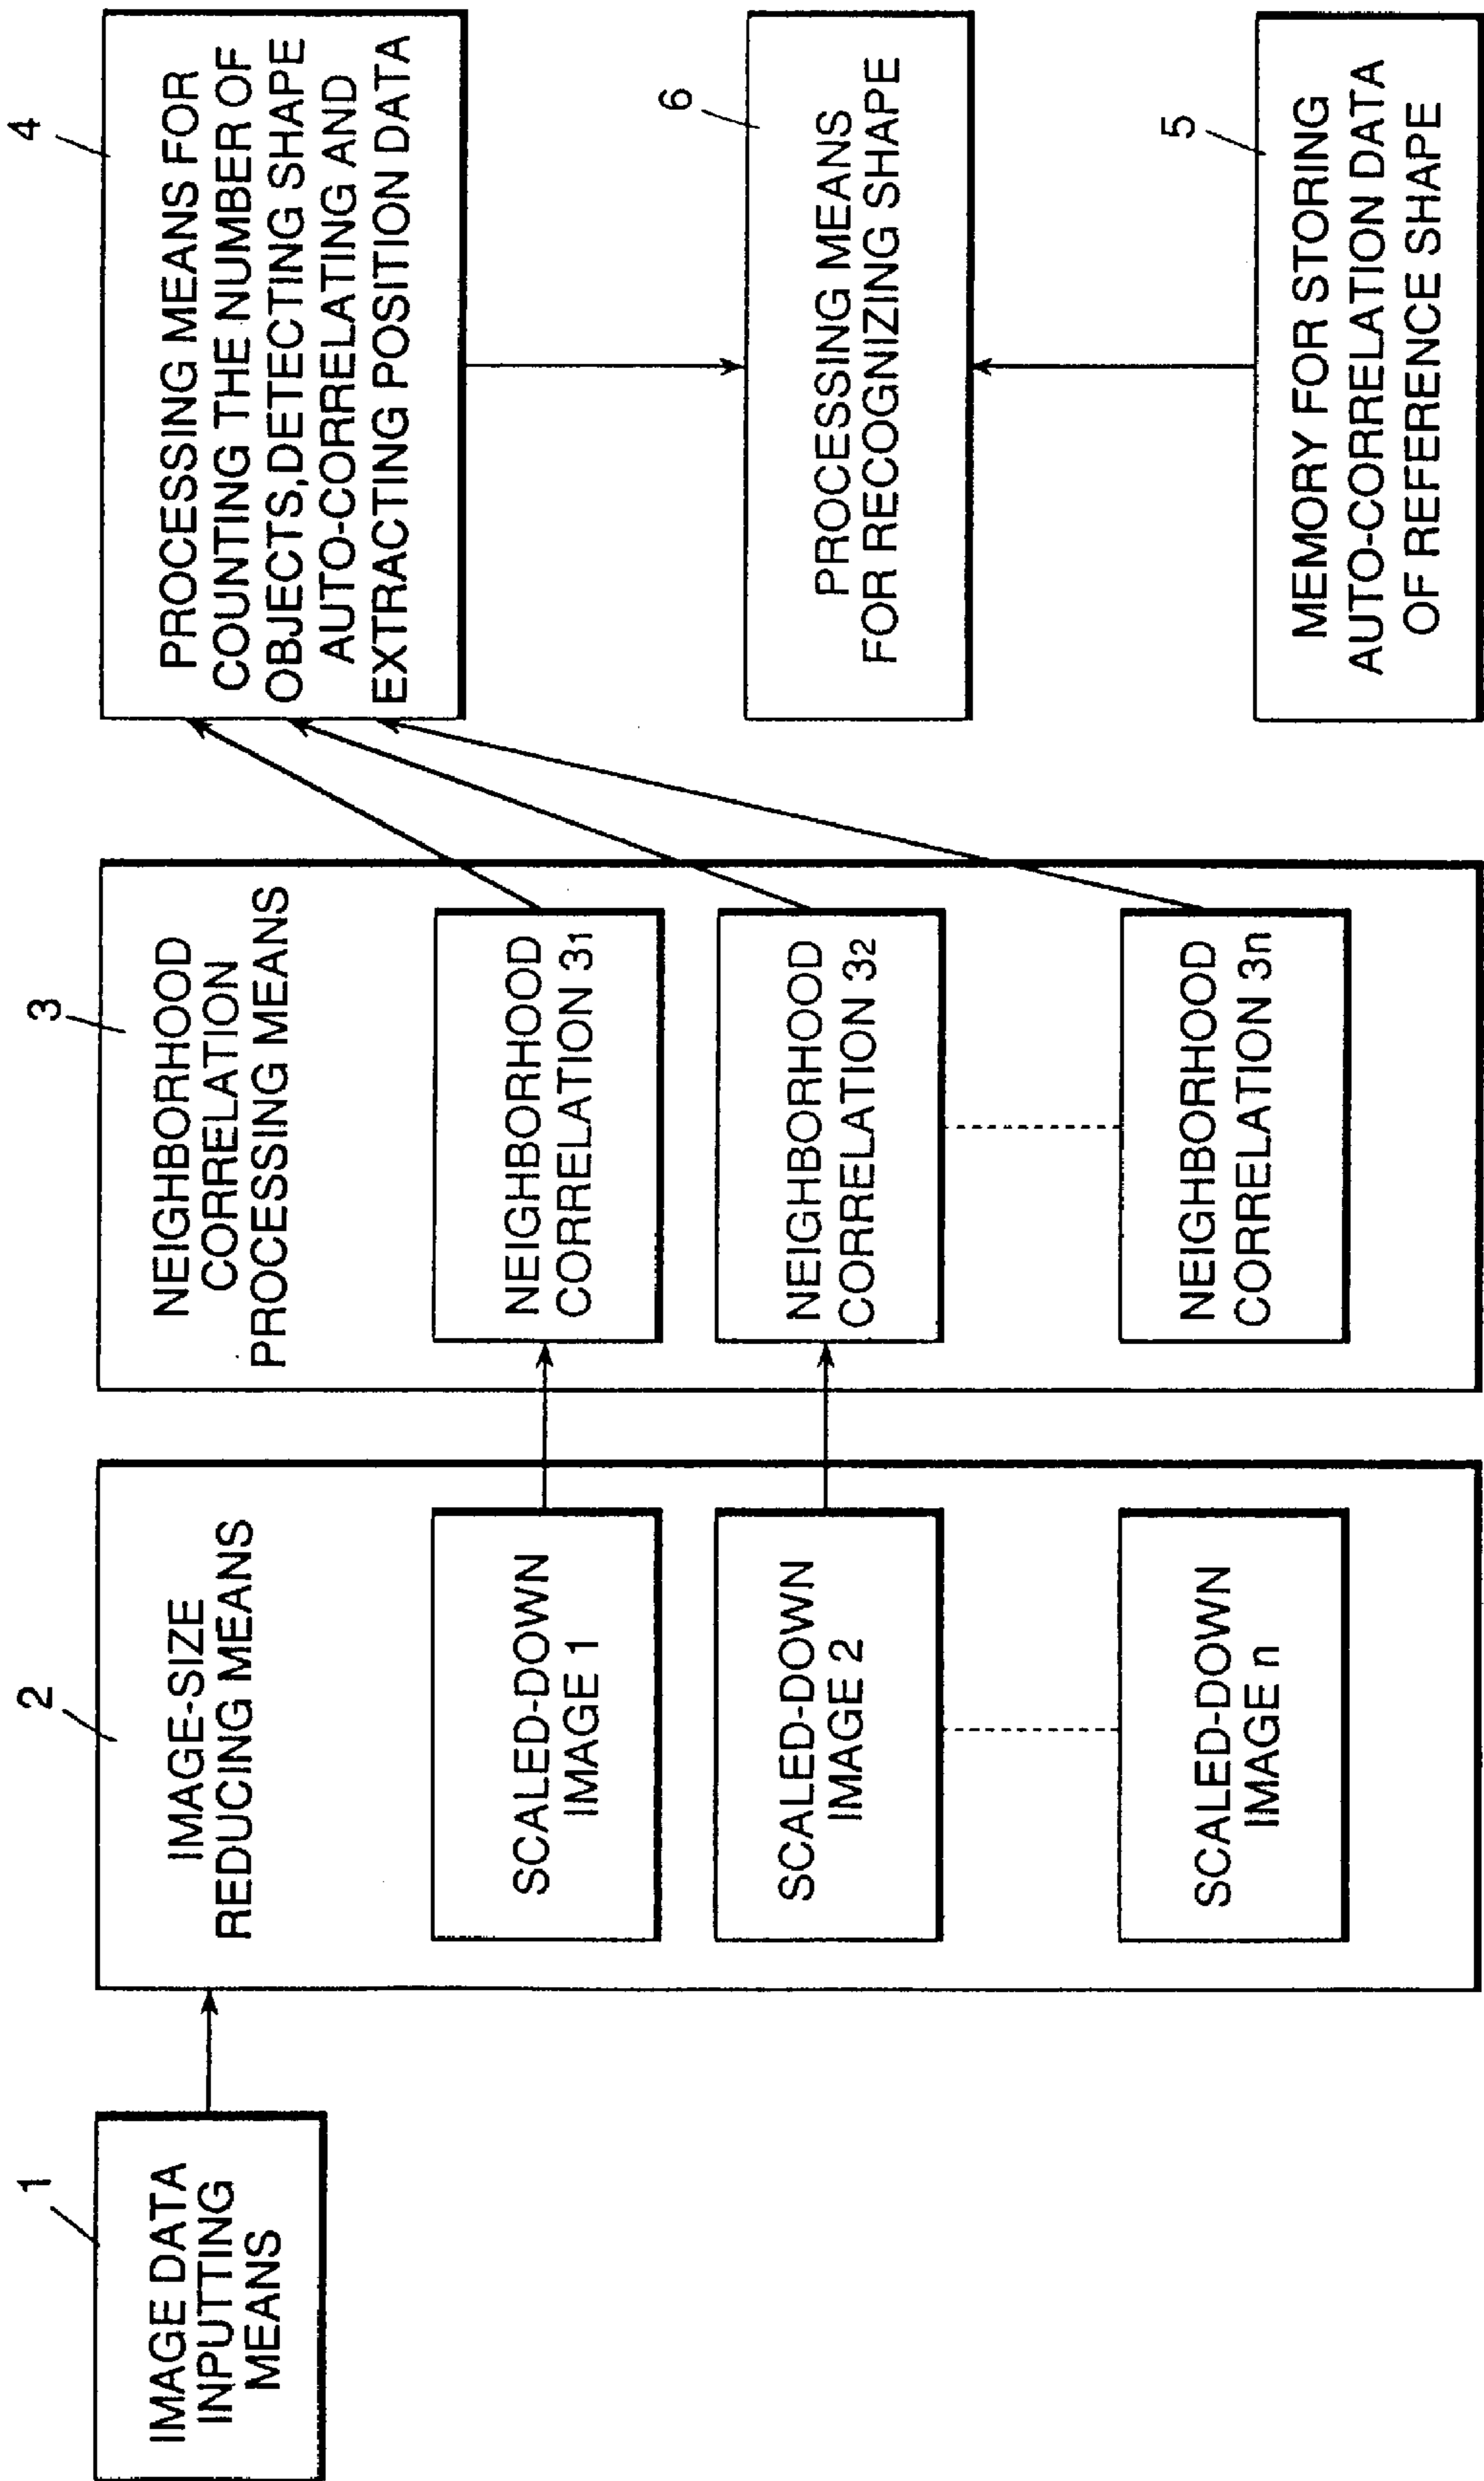 1
IMAGE DATA
INPUTTING
MEANS
2
IMAGE-SIZE
REDUCING MEANS
SCALED-DOWN
IMAGE 1
SCALED-DOWN
IMAGE 2
SCALED-DOWN
IMAGE n
3
NEIGHBORHOOD
CORRELATION
PROCESSING MEANS
NEIGHBORHOOD
CORRELATION 31
NEIGHBORHOOD
CORRELATION 32
NEIGHBORHOOD
CORRELATION 3n
4
PROCESSING MEANS FOR
COUNTING THE NUMBER OF
OBJECTS,DETECTING SHAPE
AUTO-CORRELATING AND
EXTRACTING POSITION DATA
6
PROCESSING MEANS
FOR RECOGNIZING SHAPE
5
MEMORY FOR STORING
AUTO-CORRELATION DATA
OF REFERENCE SHAPE